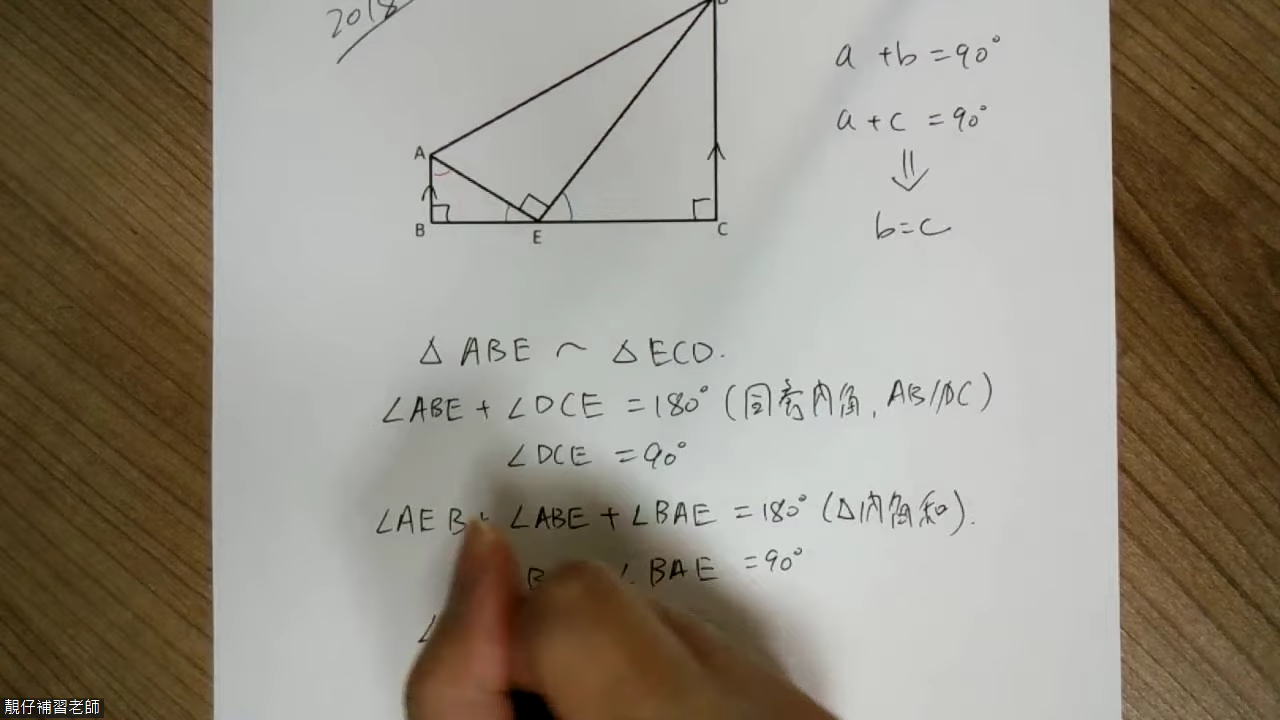 2018
a + b = 90°
a + c = 90°
⇓
b = c
A
B
E
C
△ ABE ~ △ ECD.
∠ABE + ∠DCE = 180° (同旁內角, AB//DC)
∠DCE = 90°
∠AEB + ∠ABE + ∠BAE = 180° (△內角和).
B ∠BAE = 90°
∠
靚仔補習老師